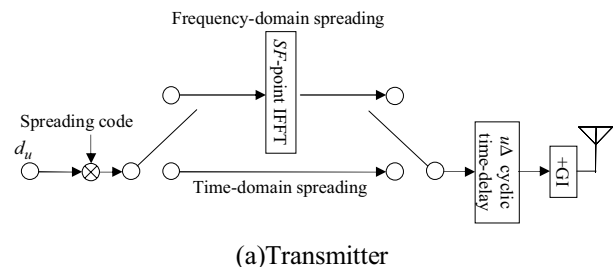 Frequency-domain spreading
SF-point IFFT
Spreading code
d_u
Time-domain spreading
uΔ cyclic
time-delay
+GI
(a)Transmitter